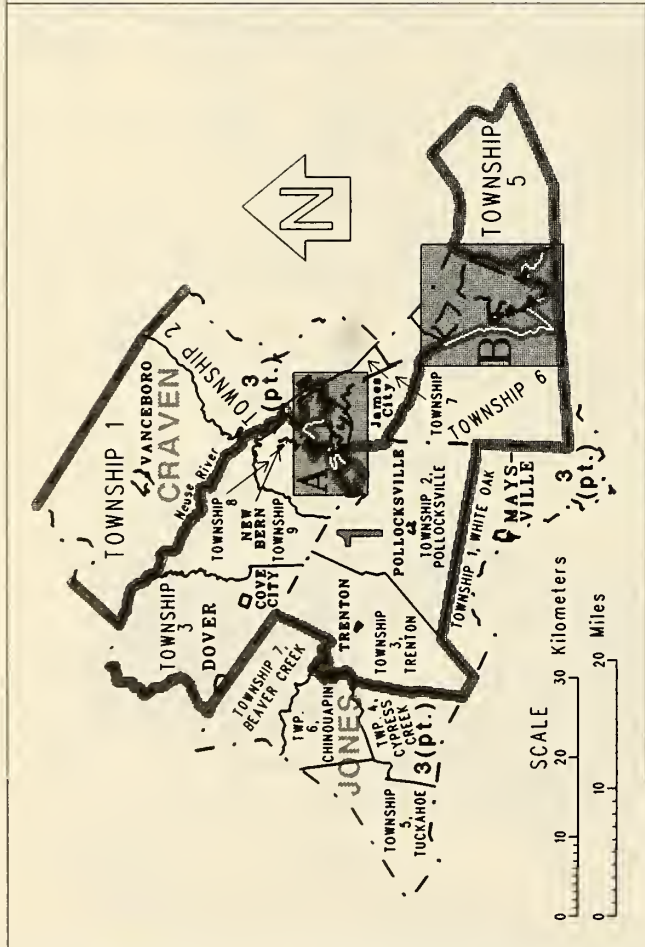 TOWNSHIP 1
VANCEBORO
CRAVEN
TOWNSHIP 2
3
(pt.)
Neuse River
TOWNSHIP
3
DOVER
TOWNSHIP
8
NEW
BERN
TOWNSHIP
9
COVE
CITY
N
A
James
City
TOWNSHIP
7
B
TOWNSHIP
5
TOWNSHIP 6
1
POLLOCKSVILLE
TOWNSHIP 2,
POLLOCKSVILLE
TOWNSHIP 7,
BEAVER CREEK
TRENTON
TOWNSHIP
3,
TRENTON
TWP.
6,
CHINQUAPIN
JONES
TWP. 4,
CYPRESS
CREEK
3(pt.)
TOWNSHIP
5,
TUCKAHOE
TOWNSHIP 1, WHITE OAK
MAYS-
VILLE
3
(pt.)
SCALE
0 10 20 30 Kilometers
0 10 20 Miles